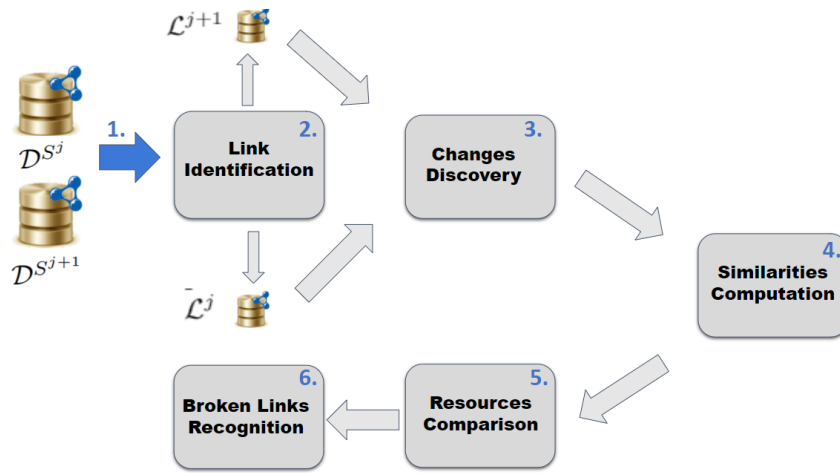 ℒ^{j+1}
1.
𝒟^{S^j}
2.
Link
Identification
3.
Changes
Discovery
𝒟^{S^{j+1}}
ℒ̄^j
4.
Similarities
Computation
5.
Resources
Comparison
6.
Broken Links
Recognition